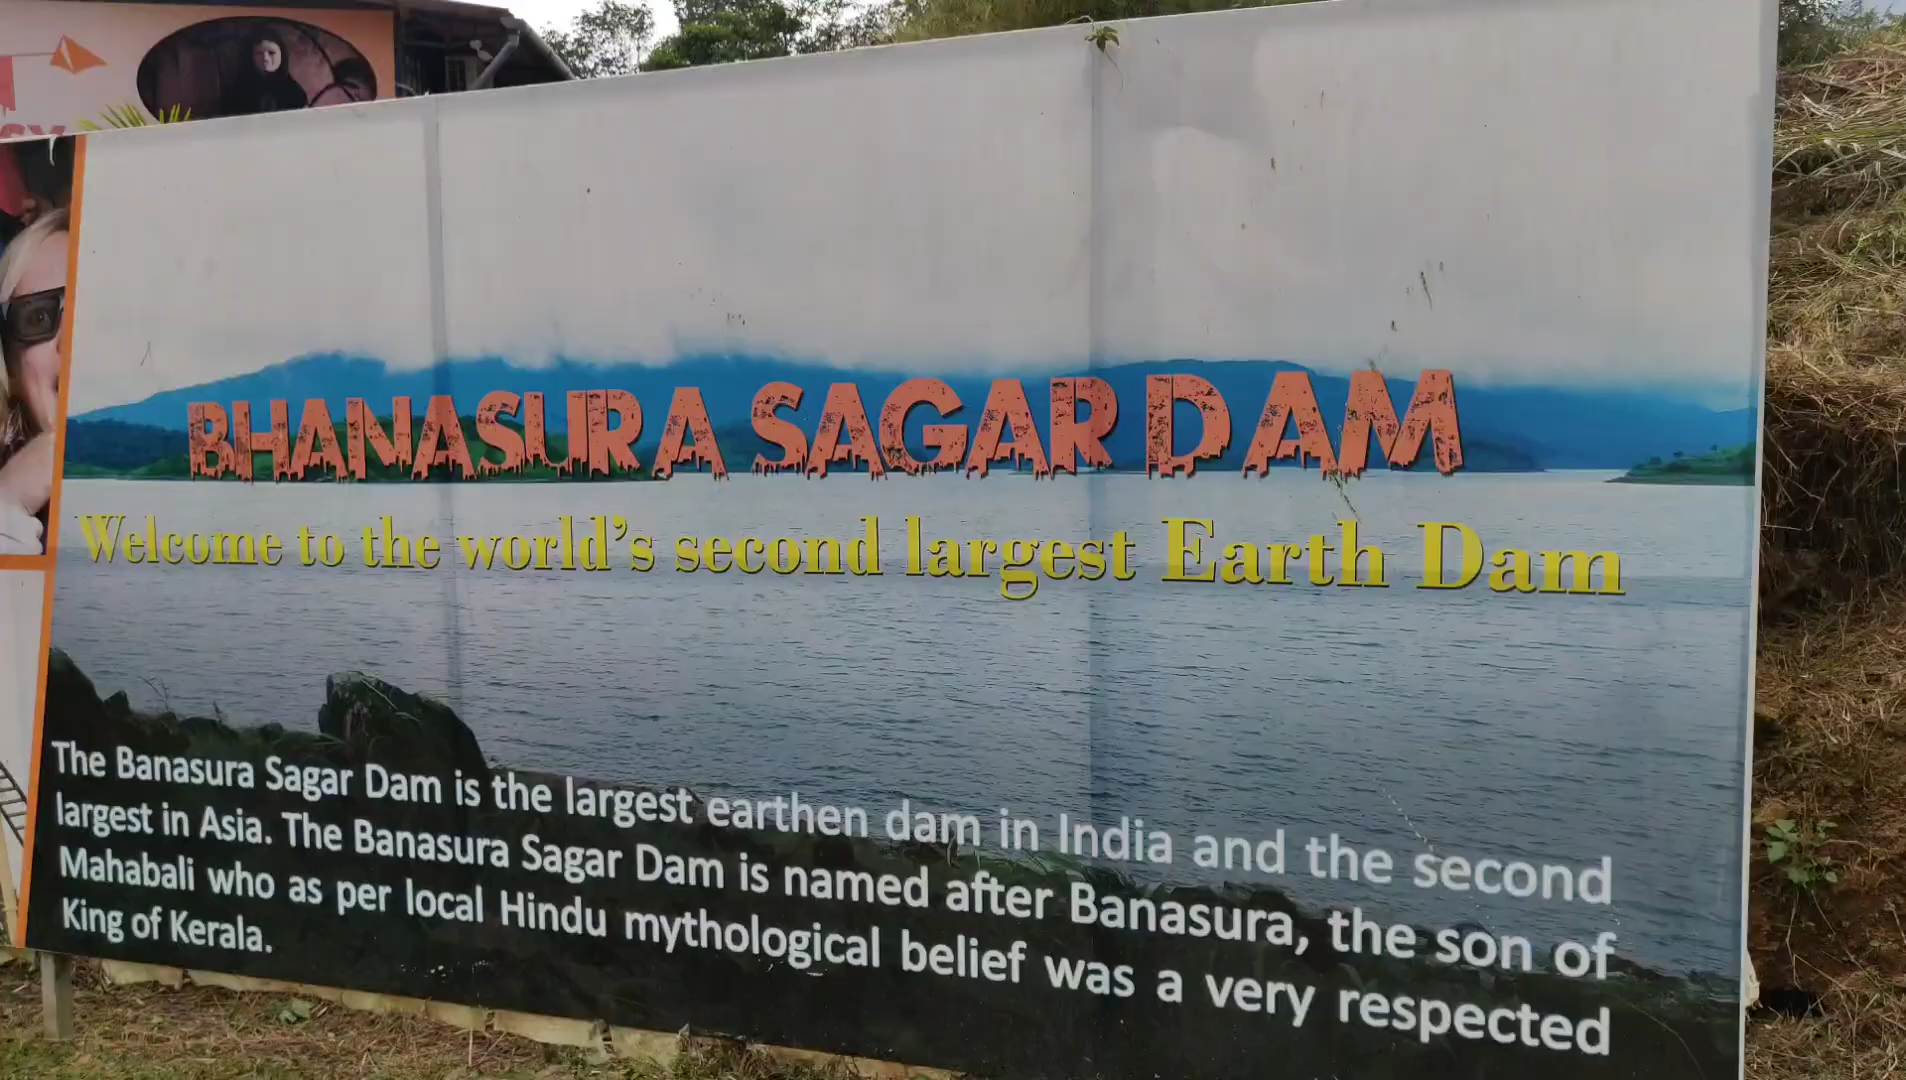 BHANASURA SAGAR DAM
Welcome to the world's second largest Earth Dam
The Banasura Sagar Dam is the largest earthen dam in India and the second
largest in Asia. The Banasura Sagar Dam is named after Banasura, the son of
Mahabali who as per local Hindu mythological belief was a very respected
King of Kerala.